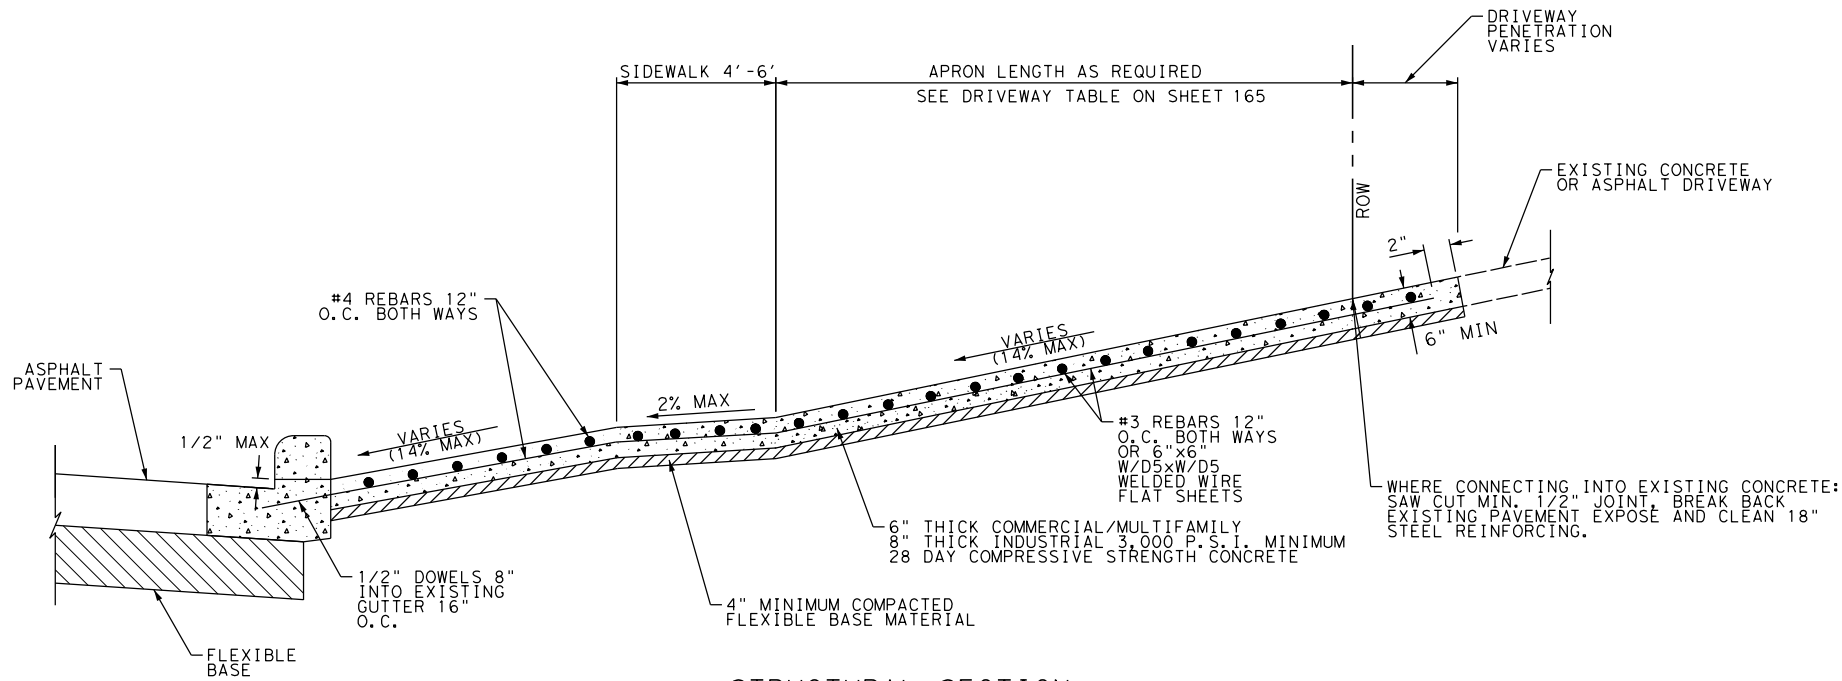 DRIVEWAY
PENETRATION
VARIES
SIDEWALK 4'-6'
APRON LENGTH AS REQUIRED
SEE DRIVEWAY TABLE ON SHEET 165
EXISTING CONCRETE
OR ASPHALT DRIVEWAY
ROW
2"
#4 REBARS 12"
O.C. BOTH WAYS
VARIES
(14% MAX)
6" MIN
ASPHALT
PAVEMENT
2% MAX
1/2" MAX
VARIES
(14% MAX)
#3 REBARS 12"
O.C. BOTH WAYS
OR 6"x6"
W/D5xW/D5
WELDED WIRE
FLAT SHEETS
WHERE CONNECTING INTO EXISTING CONCRETE:
SAW CUT MIN. 1/2" JOINT, BREAK BACK
EXISTING PAVEMENT EXPOSE AND CLEAN 18"
STEEL REINFORCING.
6" THICK COMMERCIAL/MULTIFAMILY
8" THICK INDUSTRIAL 3,000 P.S.I. MINIMUM
28 DAY COMPRESSIVE STRENGTH CONCRETE
1/2" DOWELS 8"
INTO EXISTING
GUTTER 16"
O.C.
4" MINIMUM COMPACTED
FLEXIBLE BASE MATERIAL
FLEXIBLE
BASE
STRUCTURAL SECTION